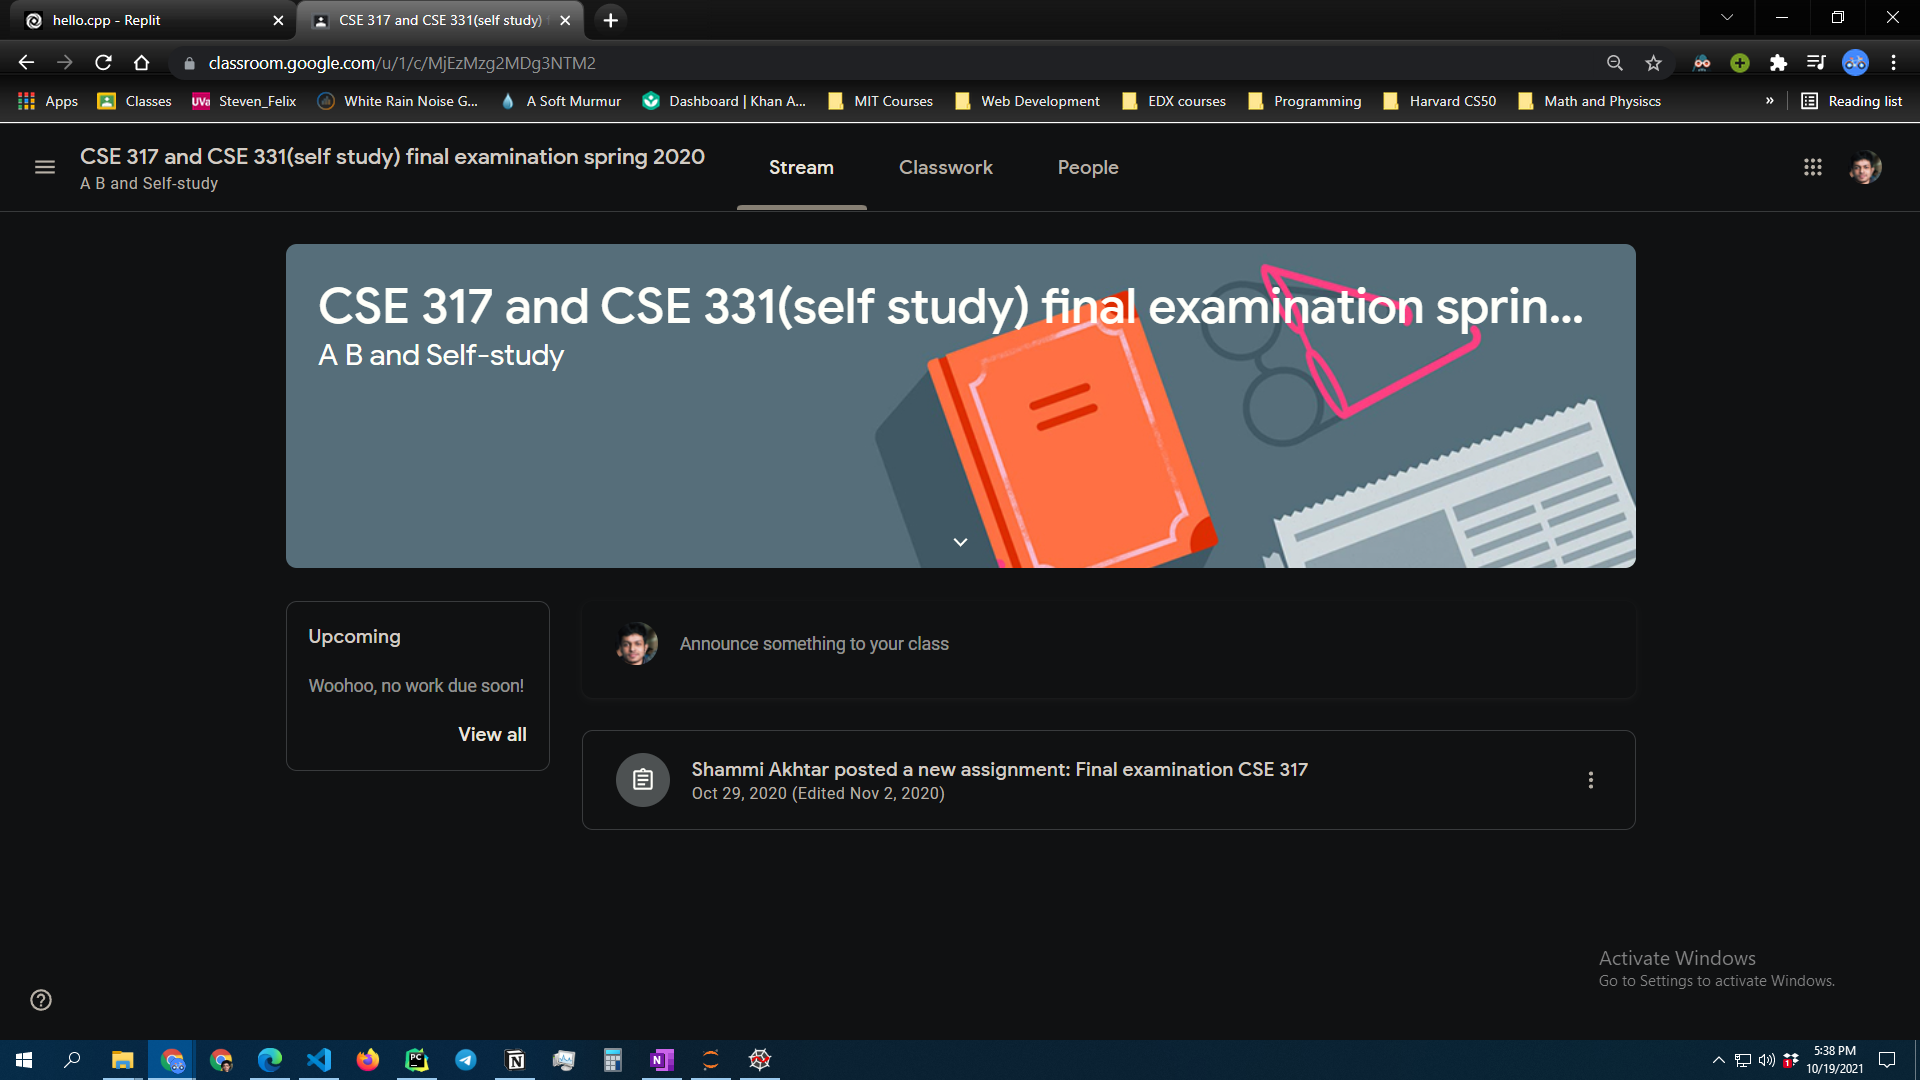 hello.cpp - Replit
CSE 317 and CSE 331(self study)
classroom.google.com/u/1/c/MjEzMzg2MDg3NTM2
Apps
Classes
UVa Steven_Felix
White Rain Noise G...
A Soft Murmur
Dashboard | Khan A...
MIT Courses
Web Development
EDX courses
Programming
Harvard CS50
Math and Physiscs
»
Reading list
CSE 317 and CSE 331(self study) final examination spring 2020
A B and Self-study
Stream
Classwork
People
CSE 317 and CSE 331(self study) final examination sprin...
A B and Self-study
Upcoming
Woohoo, no work due soon!
View all
Announce something to your class
Shammi Akhtar posted a new assignment: Final examination CSE 317
Oct 29, 2020 (Edited Nov 2, 2020)
Activate Windows
Go to Settings to activate Windows.
PC
N
N
1
5:38 PM
10/19/2021